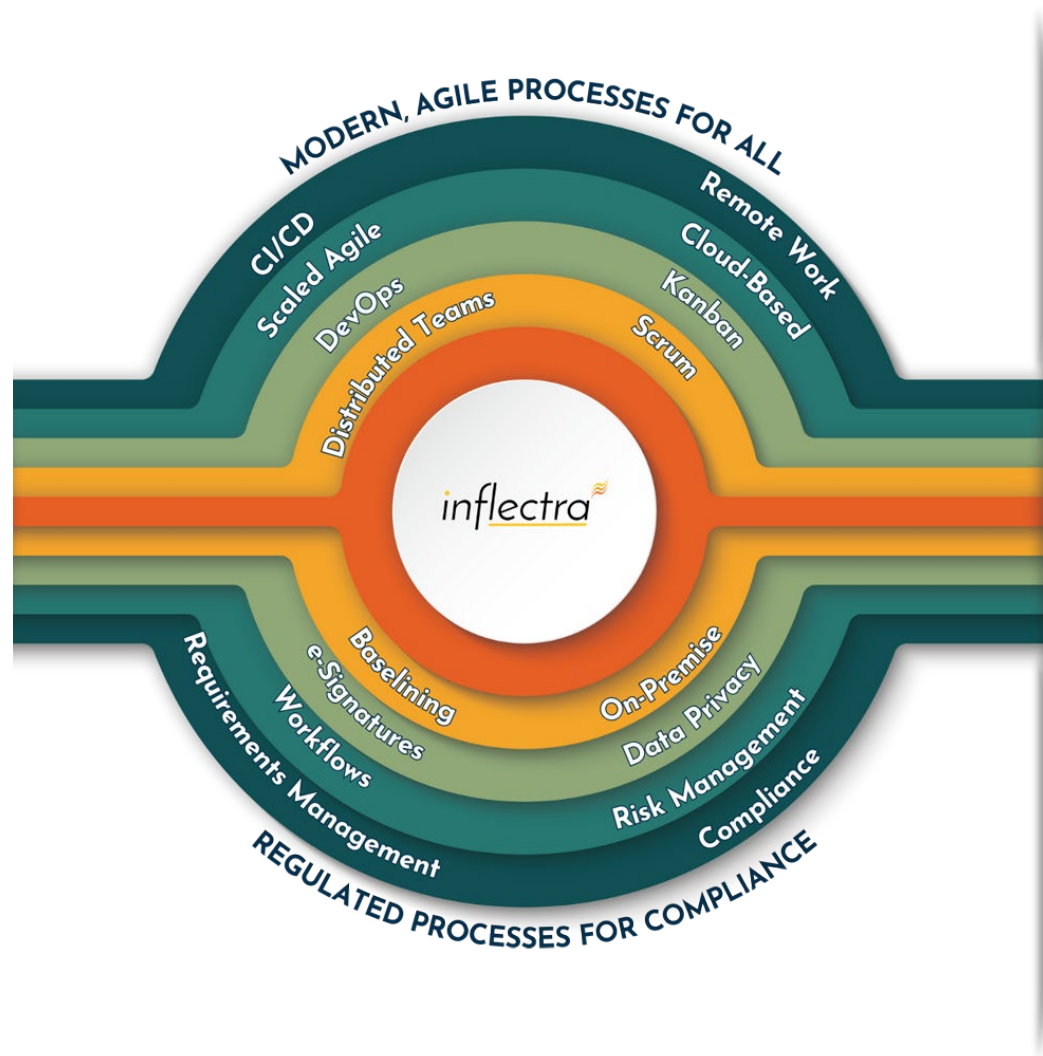 MODERN, AGILE PROCESSES FOR ALL
CI/CD
Remote Work
Scaled Agile
Cloud-Based
DevOps
Kanban
Distributed Teams
Scrum
inflectra
Baselining
On-Premise
e-Signatures
Data Privacy
Workflows
Risk Management
Requirements Management
Compliance
REGULATED PROCESSES FOR COMPLIANCE